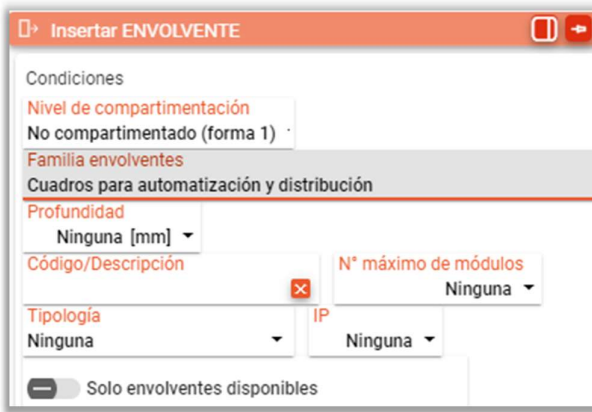 Insertar ENVOLVENTE
Condiciones
Nivel de compartimentación
No compartimentado (forma 1)
Familia envolventes
Cuadros para automatización y distribución
Profundidad
Ninguna [mm]
Código/Descripción N° máximo de módulos
Ninguna
Tipología IP
Ninguna Ninguna
Solo envolventes disponibles